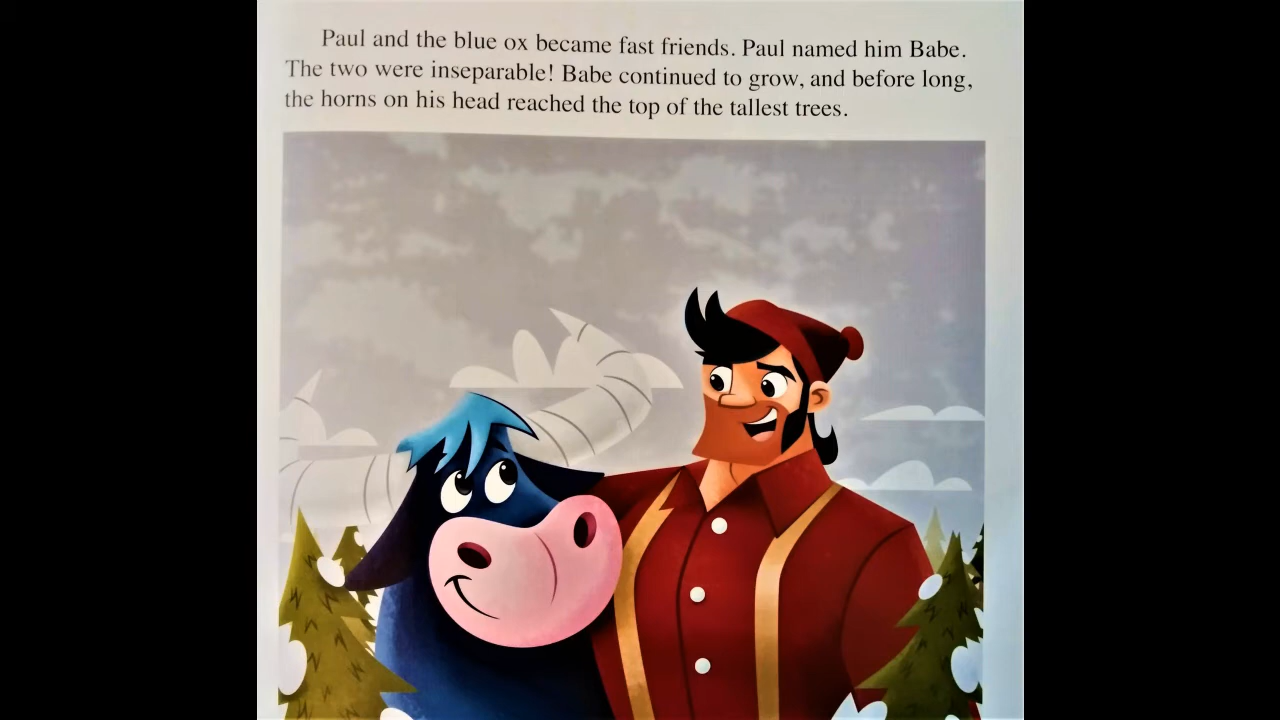 Paul and the blue ox became fast friends. Paul named him Babe.
The two were inseparable! Babe continued to grow, and before long,
the horns on his head reached the top of the tallest trees.